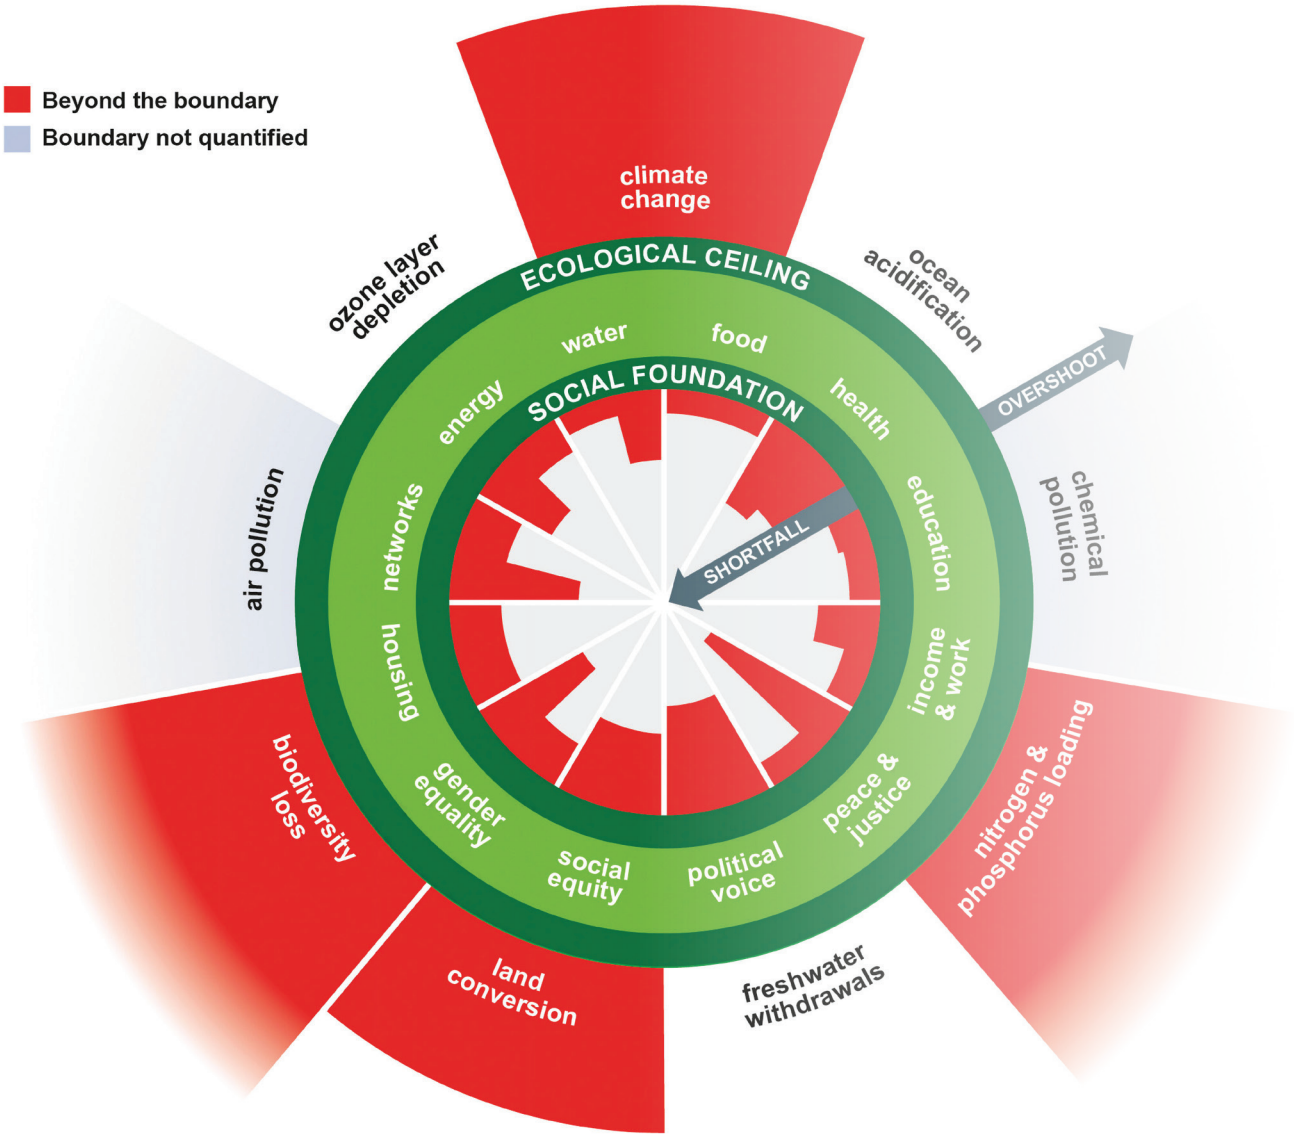 Beyond the boundary
Boundary not quantified
climate
change
ozone layer
depletion
ocean
acidification
ECOLOGICAL CEILING
OVERSHOOT
water
food
SOCIAL FOUNDATION
energy
health
air pollution
networks
education
chemical
pollution
SHORTFALL
housing
income
& work
biodiversity
loss
gender
equality
peace &
justice
nitrogen &
phosphorus loading
social
equity
political
voice
land
conversion
freshwater
withdrawals